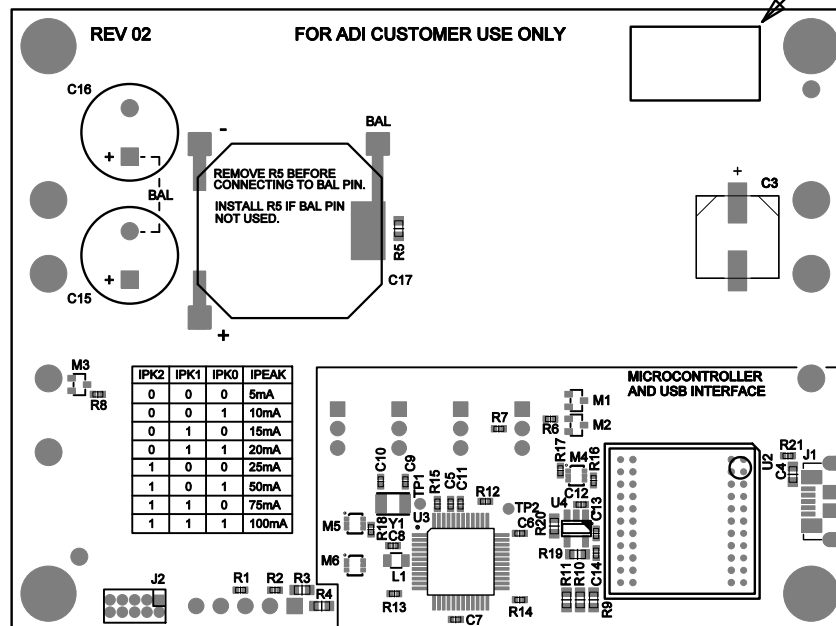 REV 02
FOR ADI CUSTOMER USE ONLY
C16
-
BAL
+
C3
+
REMOVE R5 BEFORE
CONNECTING TO BAL PIN.
INSTALL R5 IF BAL PIN
NOT USED.
BAL
R5
+
C15
C17
+
M3
R8
IPK2 IPK1 IPK0 IPEAK
0 0 0 5mA
0 0 1 10mA
0 1 0 15mA
0 1 1 20mA
1 0 0 25mA
1 0 1 50mA
1 1 0 75mA
1 1 1 100mA
MICROCONTROLLER
AND USB INTERFACE
M1
R7
R6
M2
R21
J1
C4
U2
C10
C9
R17
M4
R16
TP1
R15
C5
C11
R12
TP2
C12
U4
C13
M5
R18
Y1
U3
C6
R20
C8
M6
L1
R19
J2
R1
R2
R3
R4
R13
R14
C7
R11
R10
C14
R9